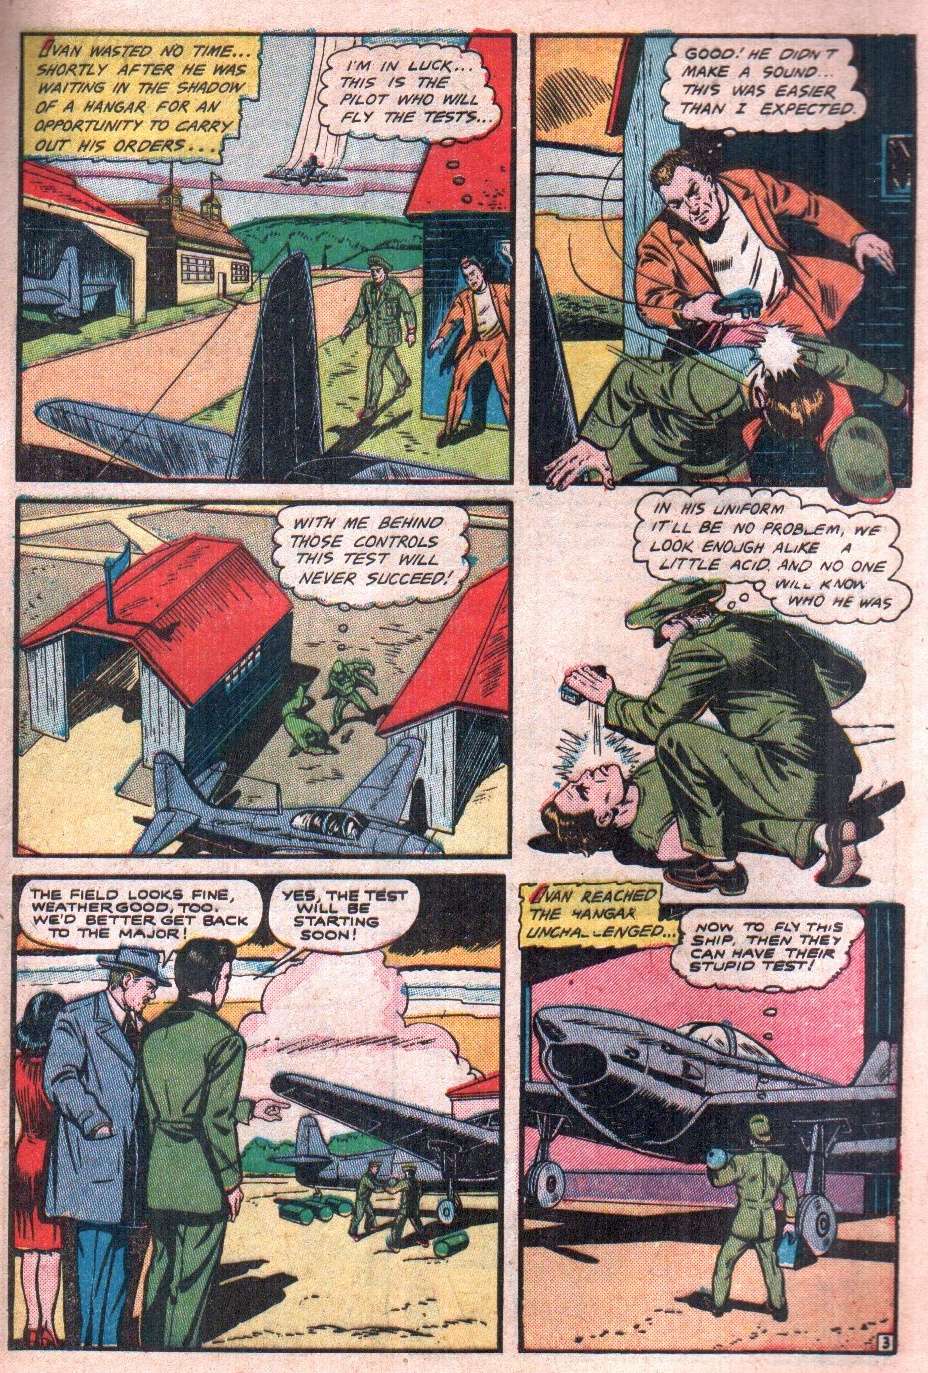 IVAN WASTED NO TIME...
SHORTLY AFTER HE WAS
WAITING IN THE SHADOW
OF A HANGAR FOR AN
OPPORTUNITY TO CARRY
OUT HIS ORDERS...
I'M IN LUCK...
THIS IS THE
PILOT WHO WILL
FLY THE TESTS...
GOOD! HE DIDN'T
MAKE A SOUND...
THIS WAS EASIER
THAN I EXPECTED.
WITH ME BEHIND
THOSE CONTROLS
THIS TEST WILL
NEVER SUCCEED!
IN HIS UNIFORM
IT'LL BE NO PROBLEM, WE
LOOK ENOUGH ALIKE A
LITTLE ACID AND NO ONE
WILL KNOW
WHO HE WAS
THE FIELD LOOKS FINE,
WEATHER GOOD, TOO.
WE'D BETTER GET BACK
TO THE MAJOR!
YES, THE TEST
WILL BE
STARTING
SOON!
IVAN REACHED
THE HANGAR
UNCHALLENGED...
NOW TO FLY THIS
SHIP, THEN THEY
CAN HAVE THEIR
STUPID TEST!
3